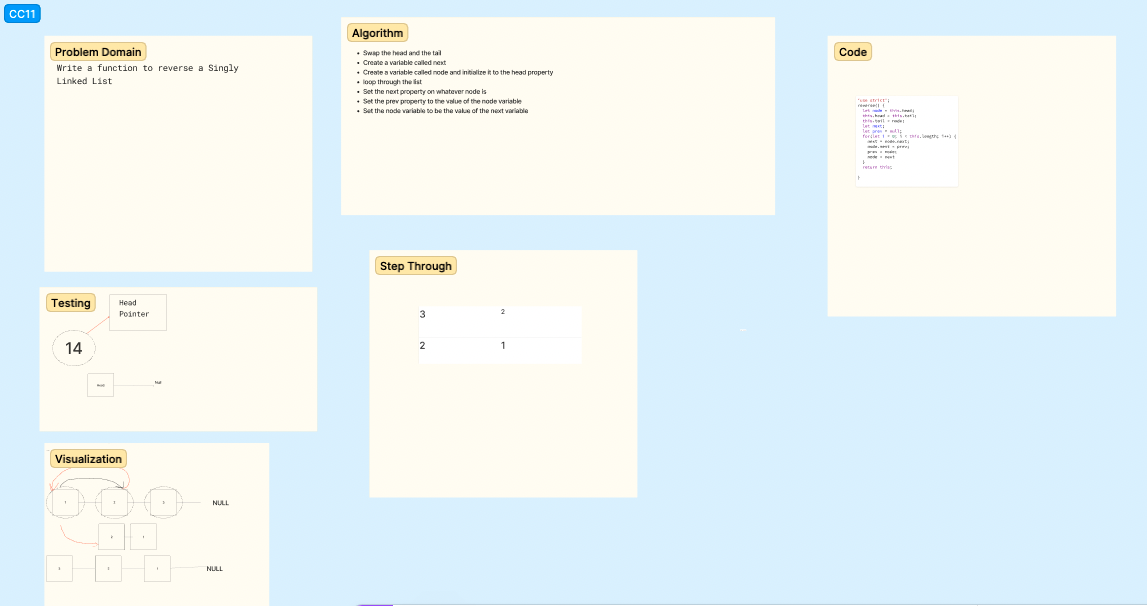 CC11
Problem Domain
Write a function to reverse a Singly
Linked List
Algorithm
• Swap the head and the tail
• Create a variable called next
• Create a variable called node and initialize it to the head property
• loop through the list
• Set the next property on whatever node is
• Set the prev property to the value of the node variable
• Set the node variable to be the value of the next variable
Code
"use strict";
reverse() {
let node = this.head;
this.head = this.tail;
this.tail = node;
let next;
let prev = null;
for(let i = 0; i < this.length; i++) {
next = node.next;
node.next = prev;
prev = node;
node = next
}
return this;
}
Testing
Head
Pointer
14
Head
Null
Step Through
3 2
2 1
Visualization
1 2 3 NULL
2 1
3 2 1 NULL